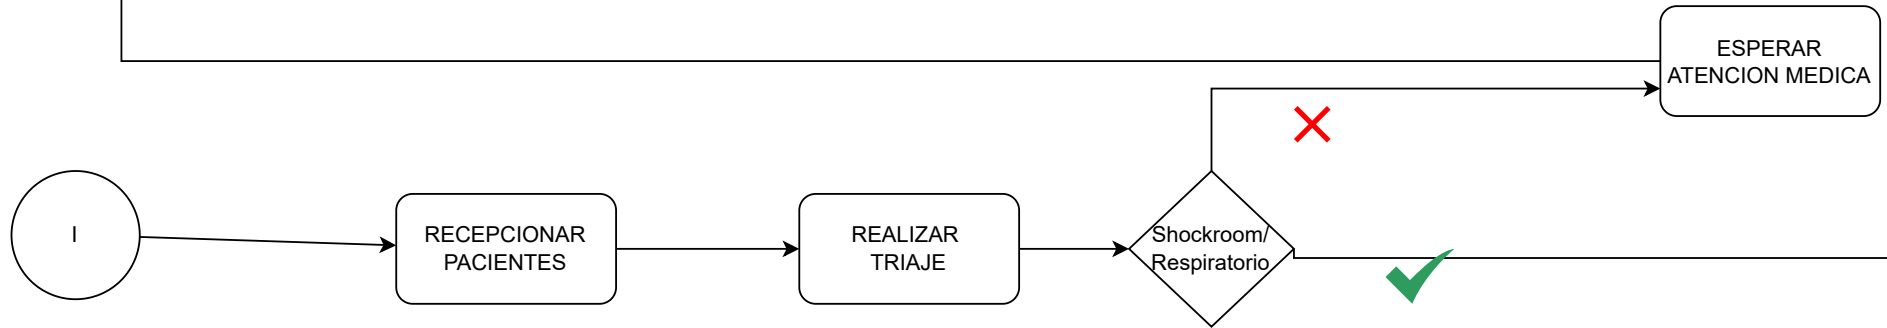 ESPERAR
ATENCION MEDICA
I
RECEPCIONAR
PACIENTES
REALIZAR
TRIAJE
Shockroom/
Respiratorio